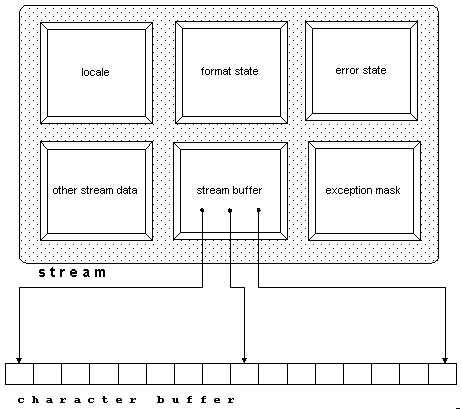 locale
format state
error state
other stream data
stream buffer
exception mask
stream
character buffer